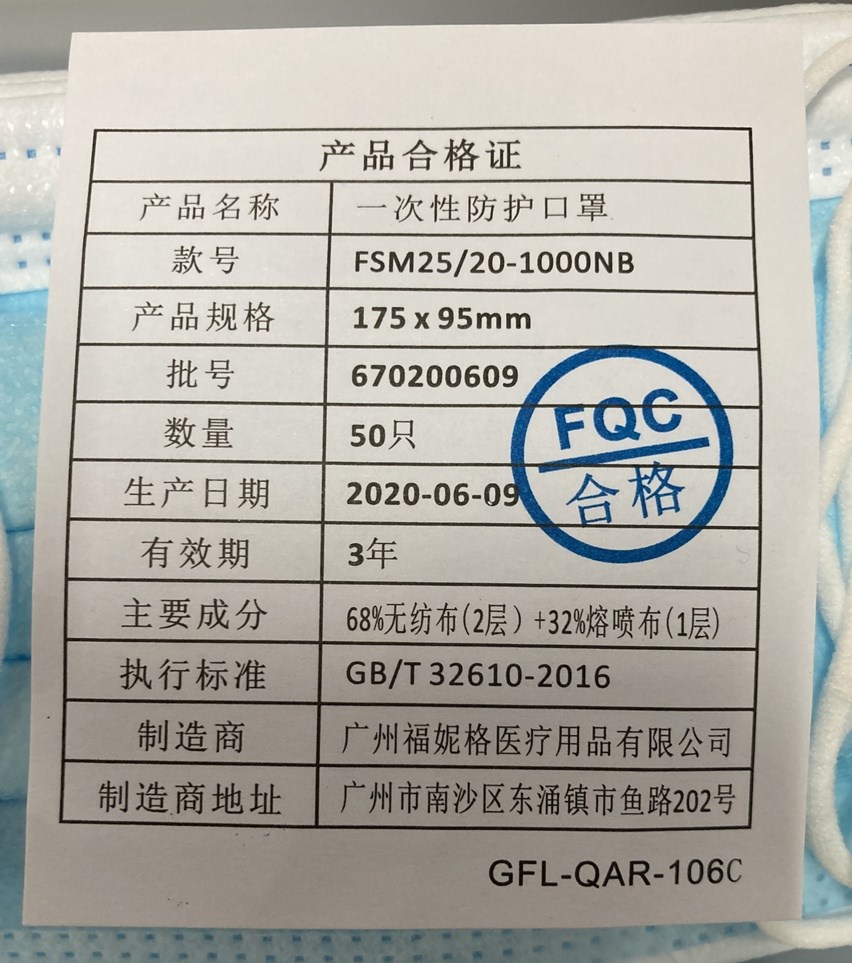 产品合格证
产品名称 一次性防护口罩
款号 FSM25/20-1000NB
产品规格 175 x 95mm
批号 670200609
数量 50只
生产日期 2020-06-09
有效期 3年
主要成分 68%无纺布(2层)+32%熔喷布(1层)
执行标准 GB/T 32610-2016
制造商 广州福妮格医疗用品有限公司
制造商地址 广州市南沙区东涌镇市鱼路202号
FQC
合格
GFL-QAR-106C